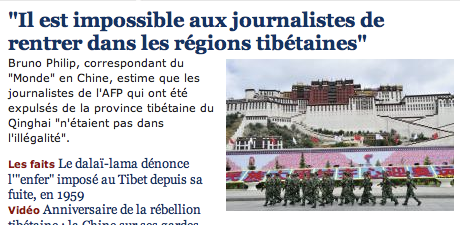 "Il est impossible aux journalistes de
rentrer dans les régions tibétaines"
Bruno Philip, correspondant du
"Monde" en Chine, estime que les
journalistes de l'AFP qui ont été
expulsés de la province tibétaine du
Qinghai "n'étaient pas dans
l'illégalité".
Les faits Le dalaï-lama dénonce
l'"enfer" imposé au Tibet depuis sa
fuite, en 1959
Vidéo Anniversaire de la rébellion
tibétaine : la Chine sur ses gardes